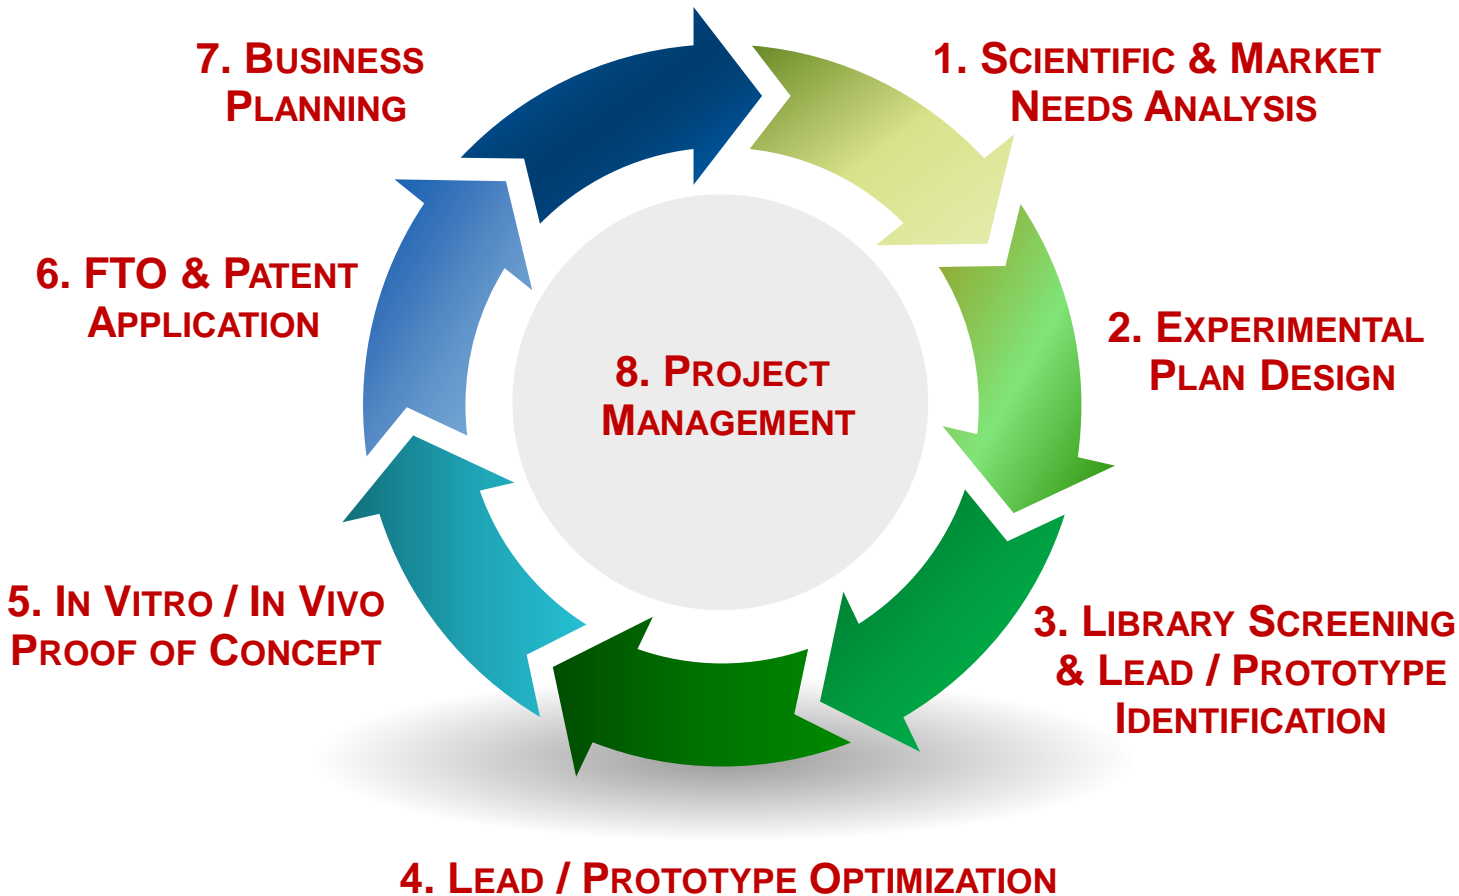 1. Scientific & Market
Needs Analysis
2. Experimental
Plan Design
3. Library Screening
& Lead / Prototype
Identification
4. Lead / Prototype Optimization
5. In Vitro / In Vivo
Proof of Concept
6. FTO & Patent
Application
7. Business
Planning
8. Project
Management